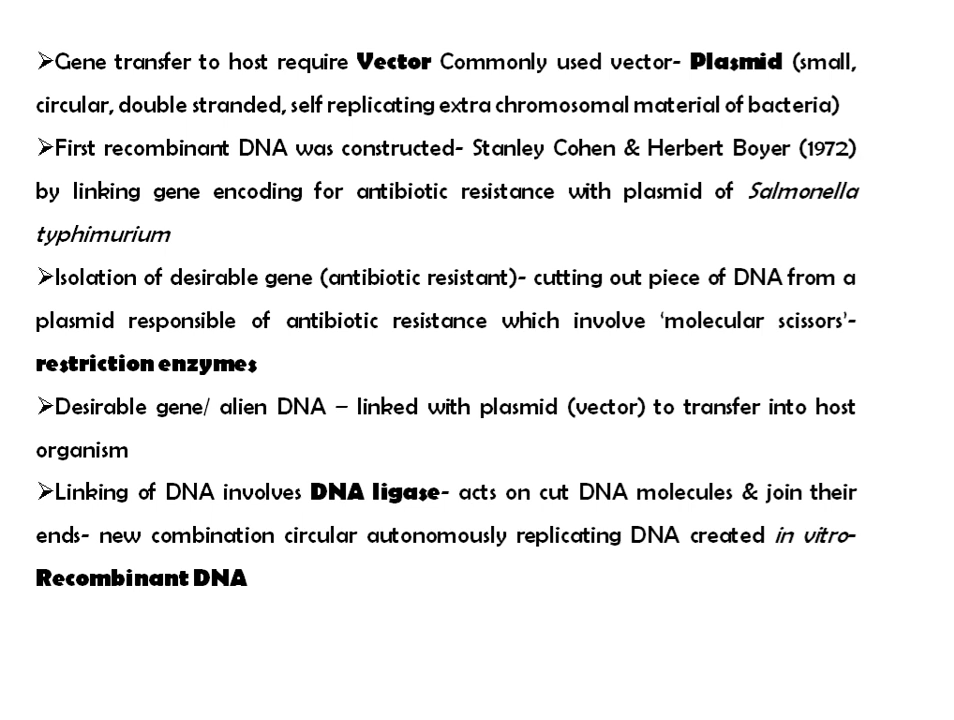 ➢Gene transfer to host require Vector Commonly used vector- Plasmid (small,
circular, double stranded, self replicating extra chromosomal material of bacteria)
➢First recombinant DNA was constructed- Stanley Cohen & Herbert Boyer (1972)
by linking gene encoding for antibiotic resistance with plasmid of Salmonella
typhimurium
➢Isolation of desirable gene (antibiotic resistant)- cutting out piece of DNA from a
plasmid responsible of antibiotic resistance which involve ‘molecular scissors’-
restriction enzymes
➢Desirable gene/ alien DNA – linked with plasmid (vector) to transfer into host
organism
➢Linking of DNA involves DNA ligase- acts on cut DNA molecules & join their
ends- new combination circular autonomously replicating DNA created in vitro-
Recombinant DNA